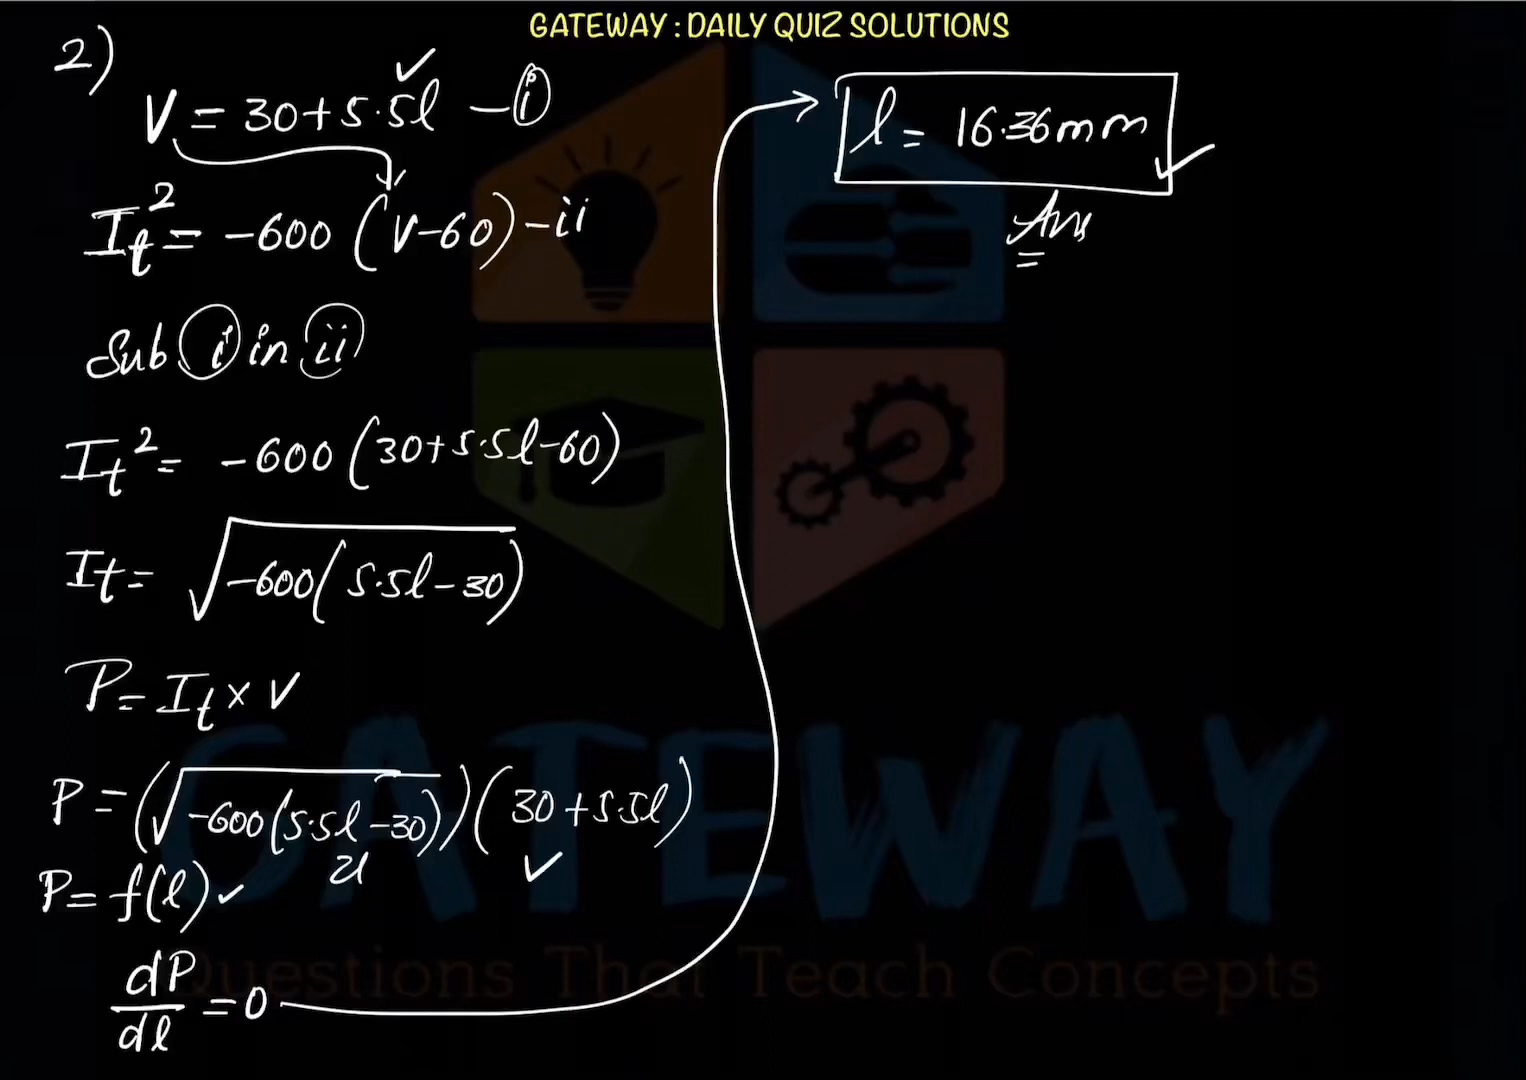 GATEWAY : DAILY QUIZ SOLUTIONS
2)
V = 30 + 5.5l - (i)
It² = -600 (V-60) - ii
Sub (i) in (ii)
It² = -600 (30+5.5l-60)
It = √-600(5.5l-30)
P = It × V
P = (√-600(5.5l-30))(30+5.5l)
u v
P = f(l) ✓
dP/dl = 0
l = 16.36mm
Ans
GATEWAY
Questions That Teach Concepts